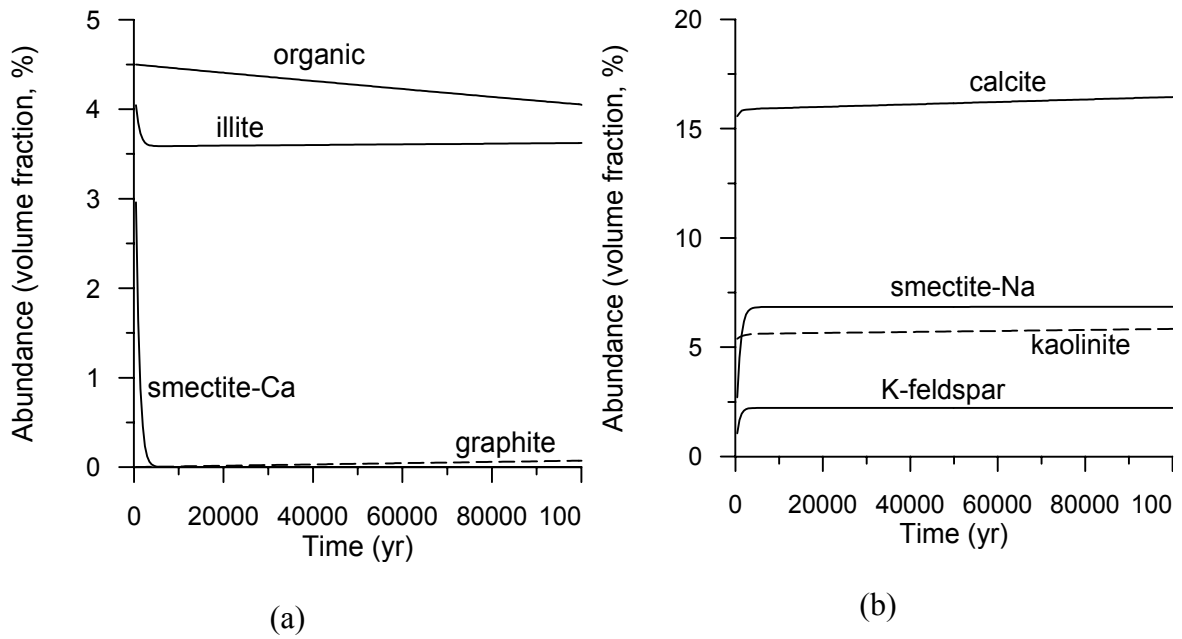 Abundance (volume fraction, %)
5
4
3
2
1
0
organic
illite
smectite-Ca
graphite
0 20000 40000 60000 80000 100
Time (yr)
(a)
Abundance (volume fraction, %)
20
15
10
5
0
calcite
smectite-Na
kaolinite
K-feldspar
0 20000 40000 60000 80000 100
Time (yr)
(b)